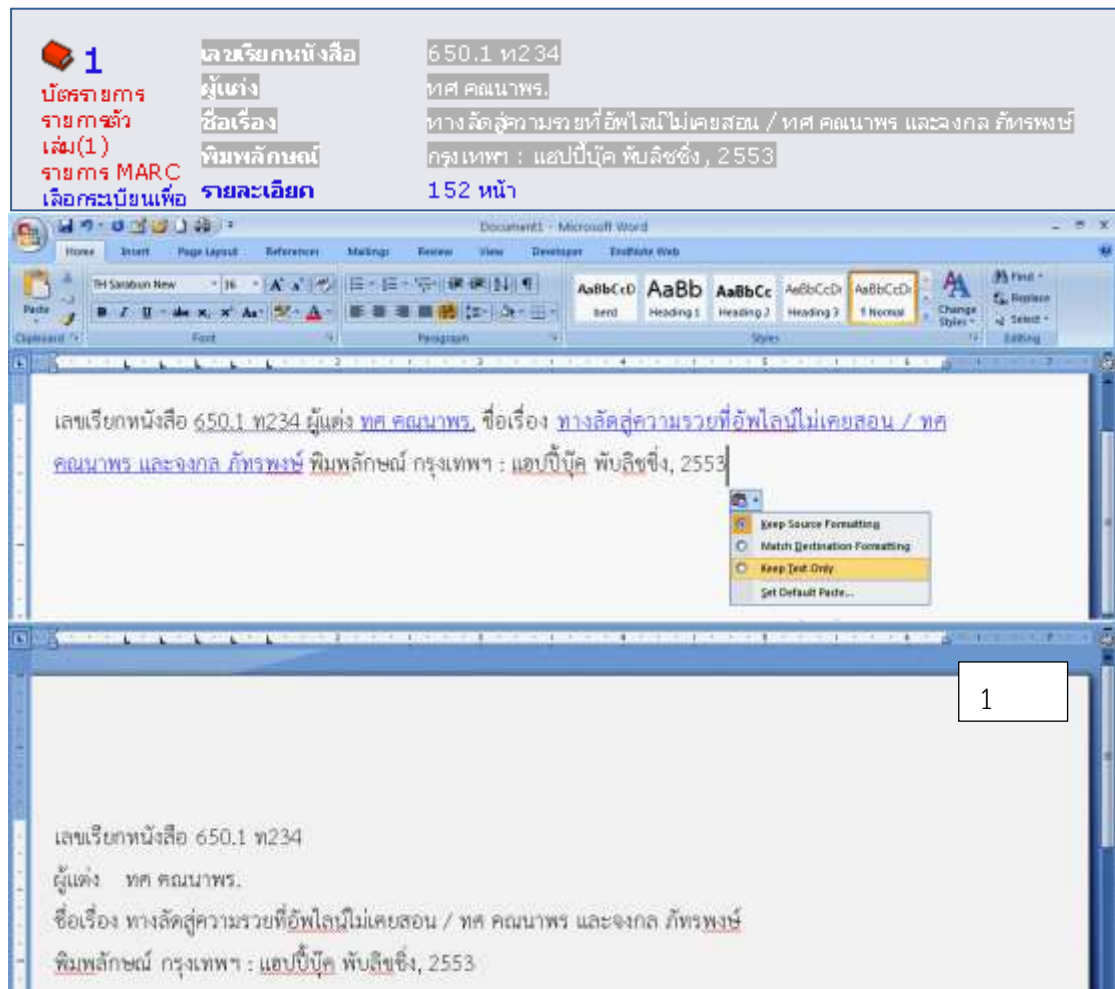 1
บัตรรายการ
รายการตัว
เล่ม(1)
รายการ MARC
เลือกระเบียนเพื่อ
เลขเรียกหนังสือ 650.1 ท234
ผู้แต่ง ทศ คณนาพร.
ชื่อเรื่อง ทางลัดสู่ความรวยที่อัพไลน์ไม่เคยสอน / ทศ คณนาพร และจงกล ภัทรพงษ์
พิมพลักษณ์ กรุงเทพฯ : แฮปปี้บุ๊ค พับลิชชิ่ง, 2553
รายละเอียด 152 หน้า
Document1 - Microsoft Word
Home Insert Page Layout References Mailings Review View Developer EndNote Web
Paste TH Sarabun New 16 AaBbCcD AaBb AaBbCc AaBbCcDc AaBbCcDc Change Styles Find Replace Select
Heading 1 Heading 2 Heading 3 1 Normal
Clipboard Font Paragraph Styles Editing
เลขเรียกหนังสือ 650.1 ท234 ผู้แต่ง ทศ คณนาพร. ชื่อเรื่อง ทางลัดสู่ความรวยที่อัพไลน์ไม่เคยสอน / ทศ
คณนาพร และจงกล ภัทรพงษ์ พิมพลักษณ์ กรุงเทพฯ : แฮปปี้บุ๊ค พับลิชชิ่ง, 2553
Keep Source Formatting
Match Destination Formatting
Keep Text Only
Set Default Paste...
1
เลขเรียกหนังสือ 650.1 ท234
ผู้แต่ง ทศ คณนาพร.
ชื่อเรื่อง ทางลัดสู่ความรวยที่อัพไลน์ไม่เคยสอน / ทศ คณนาพร และจงกล ภัทรพงษ์
พิมพลักษณ์ กรุงเทพฯ : แฮปปี้บุ๊ค พับลิชชิ่ง, 2553